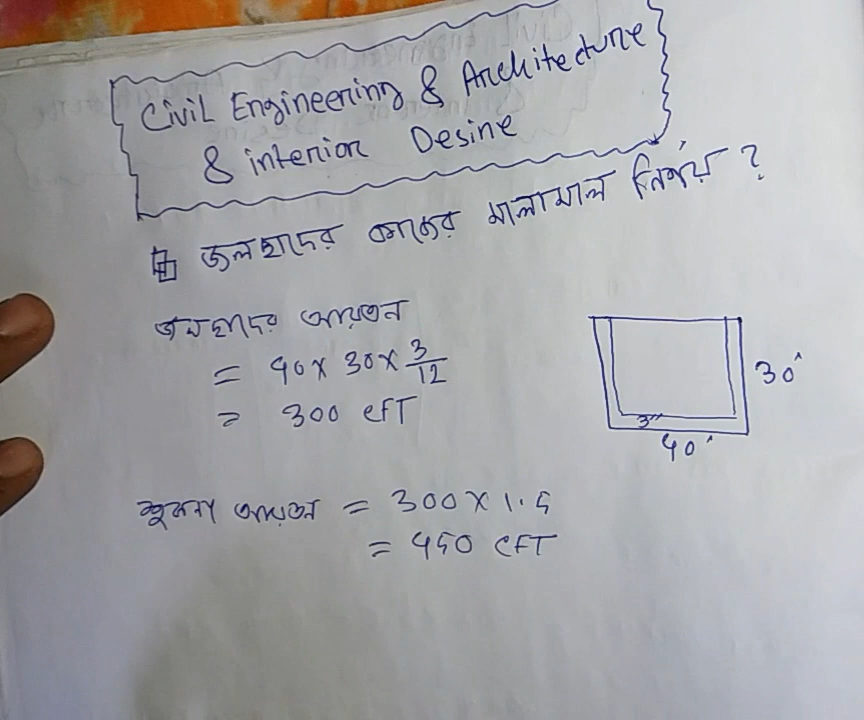 Civil Engineering & Architecture
& interior Desine
জলছাদের কাজের মালামাল নির্ণয় ?
জলছাদের আয়তন
= 40 x 30 x 3/12
= 300 cft
30'
3"
40'
শুকনা আয়তন = 300 x 1.5
= 450 CFT